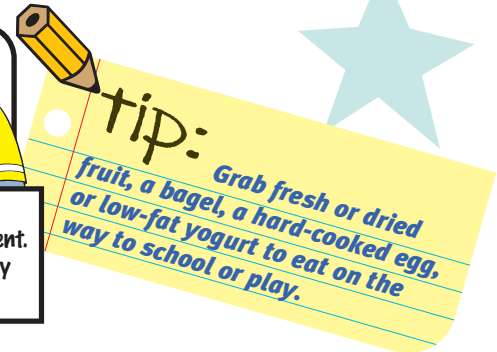 tip:
Grab fresh or dried
fruit, a bagel, a hard-cooked egg,
or low-fat yogurt to eat on the
way to school or play.